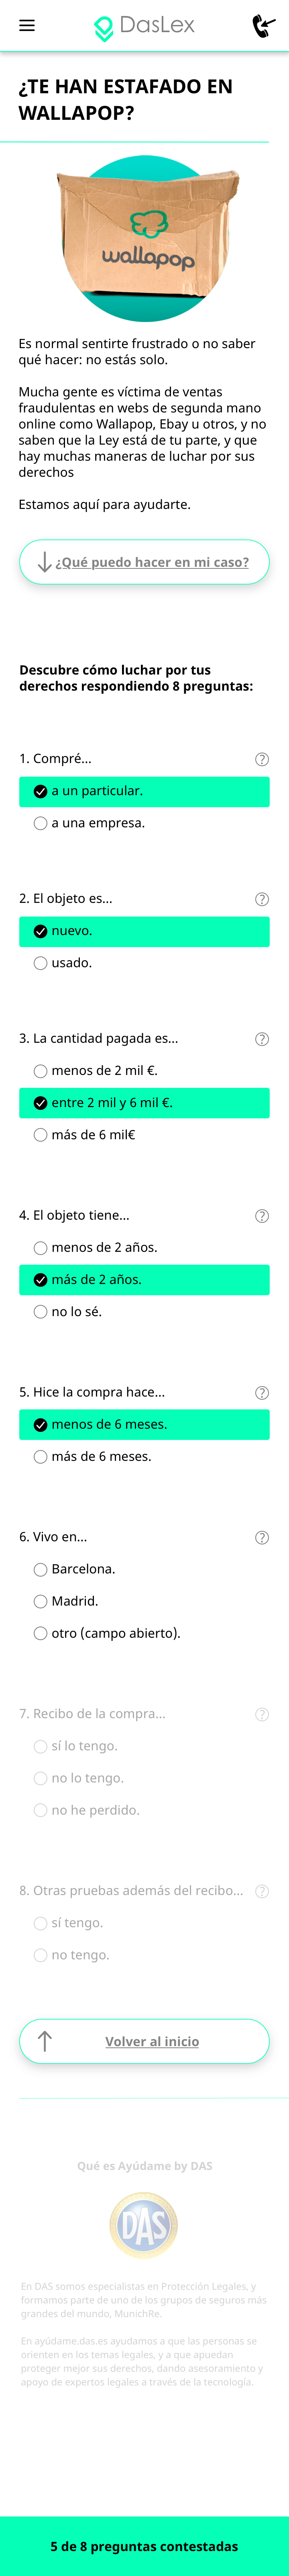 DasLex
¿TE HAN ESTAFADO EN
WALLAPOP?
wallapop
Es normal sentirte frustrado o no saber
qué hacer: no estás solo.
Mucha gente es víctima de ventas
fraudulentas en webs de segunda mano
online como Wallapop, Ebay u otros, y no
saben que la Ley está de tu parte, y que
hay muchas maneras de luchar por sus
derechos
Estamos aquí para ayudarte.
¿Qué puedo hacer en mi caso?
Descubre cómo luchar por tus
derechos respondiendo 8 preguntas:
1. Compré... ?
a un particular.
a una empresa.
2. El objeto es... ?
nuevo.
usado.
3. La cantidad pagada es... ?
menos de 2 mil €.
entre 2 mil y 6 mil €.
más de 6 mil€
4. El objeto tiene... ?
menos de 2 años.
más de 2 años.
no lo sé.
5. Hice la compra hace... ?
menos de 6 meses.
más de 6 meses.
6. Vivo en... ?
Barcelona.
Madrid.
otro (campo abierto).
7. Recibo de la compra... ?
sí lo tengo.
no lo tengo.
no he perdido.
8. Otras pruebas además del recibo... ?
sí tengo.
no tengo.
Volver al inicio
Qué es Ayúdame by DAS
DAS
En DAS somos especialistas en Protección Legales, y
formamos parte de uno de los grupos de seguros más
grandes del mundo, MunichRe.
En ayúdame.das.es ayudamos a que las personas se
orienten en los temas legales, y a que apuedan
proteger mejor sus derechos, dando asesoramiento y
apoyo de expertos legales a través de la tecnología.
5 de 8 preguntas contestadas